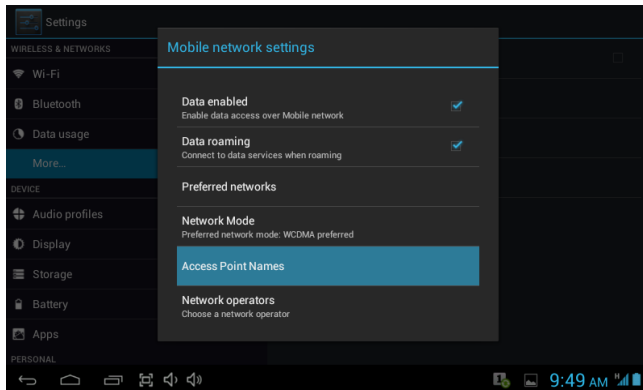 Settings
WIRELESS & NETWORKS
Wi-Fi
Bluetooth
Data usage
More...
DEVICE
Audio profiles
Display
Storage
Battery
Apps
PERSONAL
Mobile network settings
Data enabled
Enable data access over Mobile network
Data roaming
Connect to data services when roaming
Preferred networks
Network Mode
Preferred network mode: WCDMA preferred
Access Point Names
Network operators
Choose a network operator
9:49 AM
H